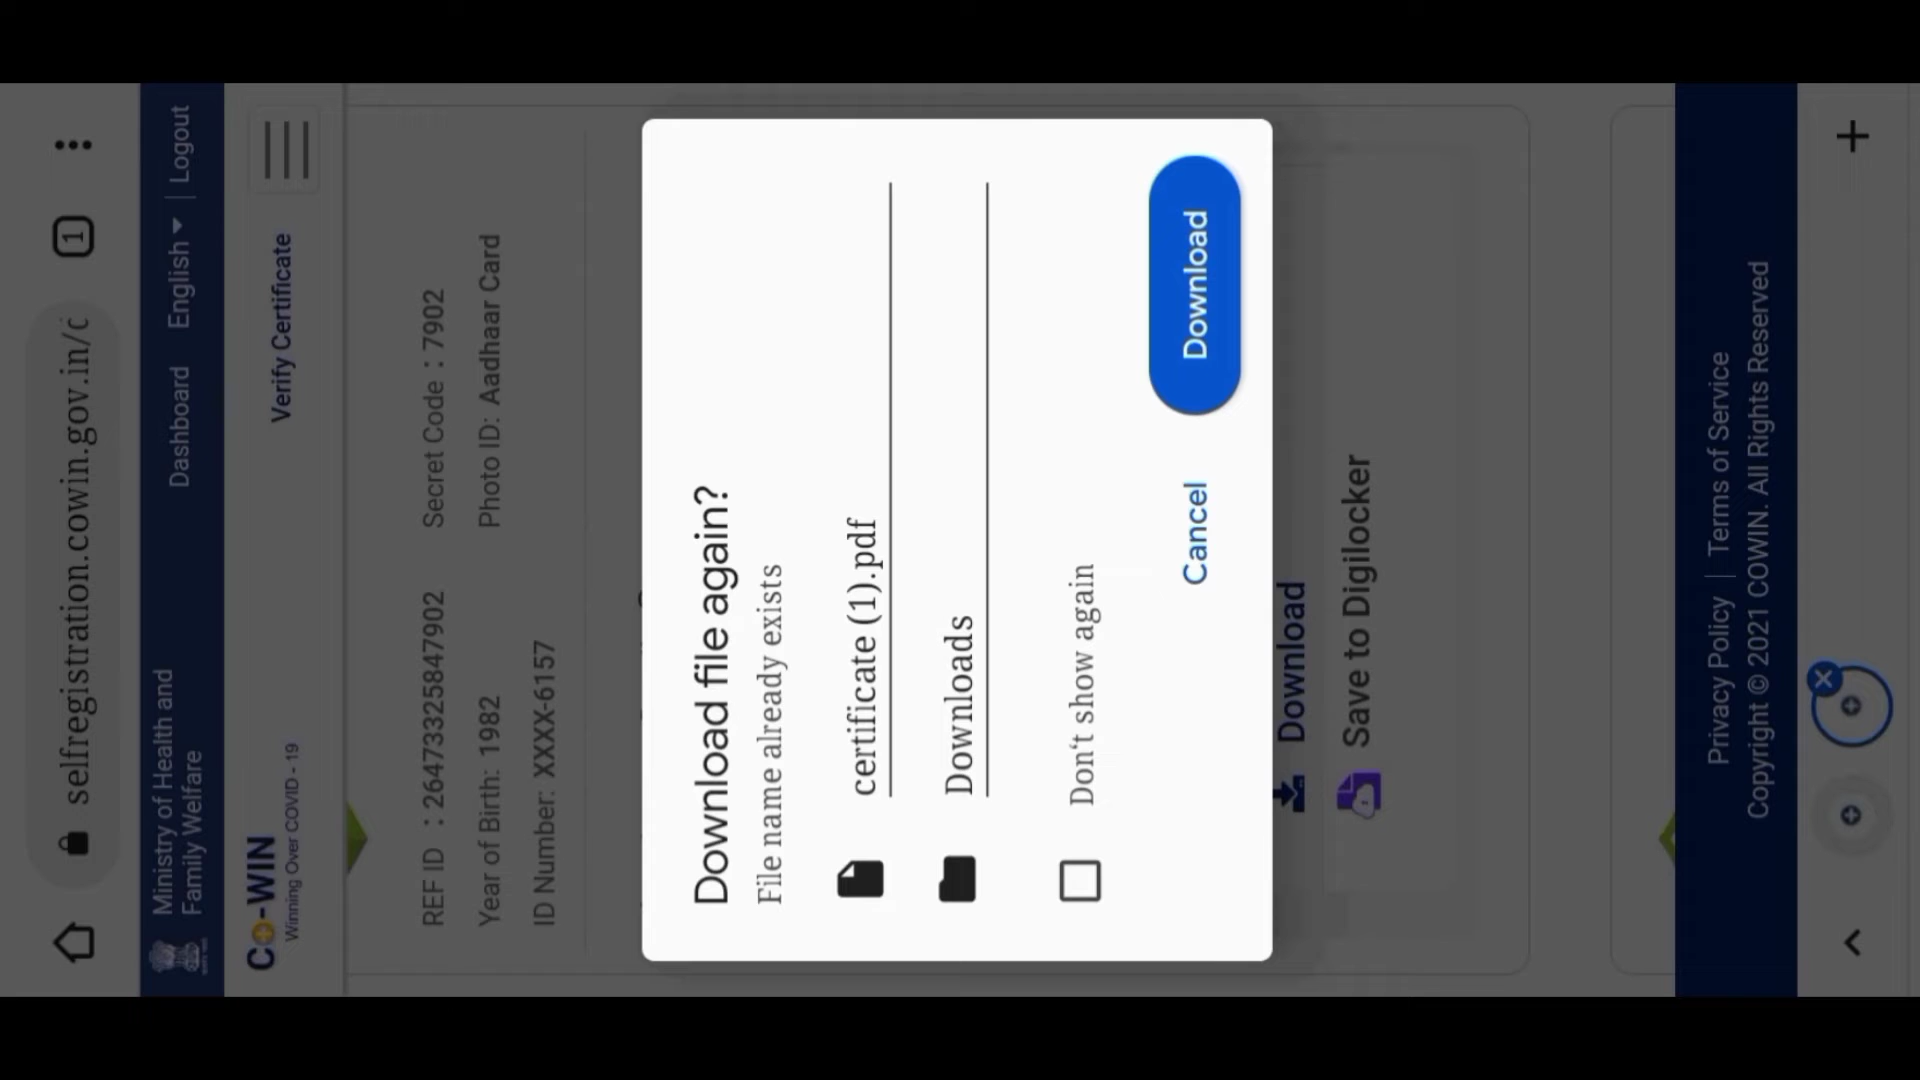 selfregistration.cowin.gov.in/c
1
Ministry of Health and
Family Welfare
Dashboard
English
Logout
CO-WIN
Winning Over COVID - 19
Verify Certificate
REF ID : 26473325847902
Secret Code : 7902
Year of Birth: 1982
Photo ID: Aadhaar Card
ID Number: XXXX-6157
Download file again?
File name already exists
certificate (1).pdf
Downloads
Don't show again
Cancel
Download
Download
Save to Digilocker
Privacy Policy | Terms of Service
Copyright © 2021 COWIN. All Rights Reserved